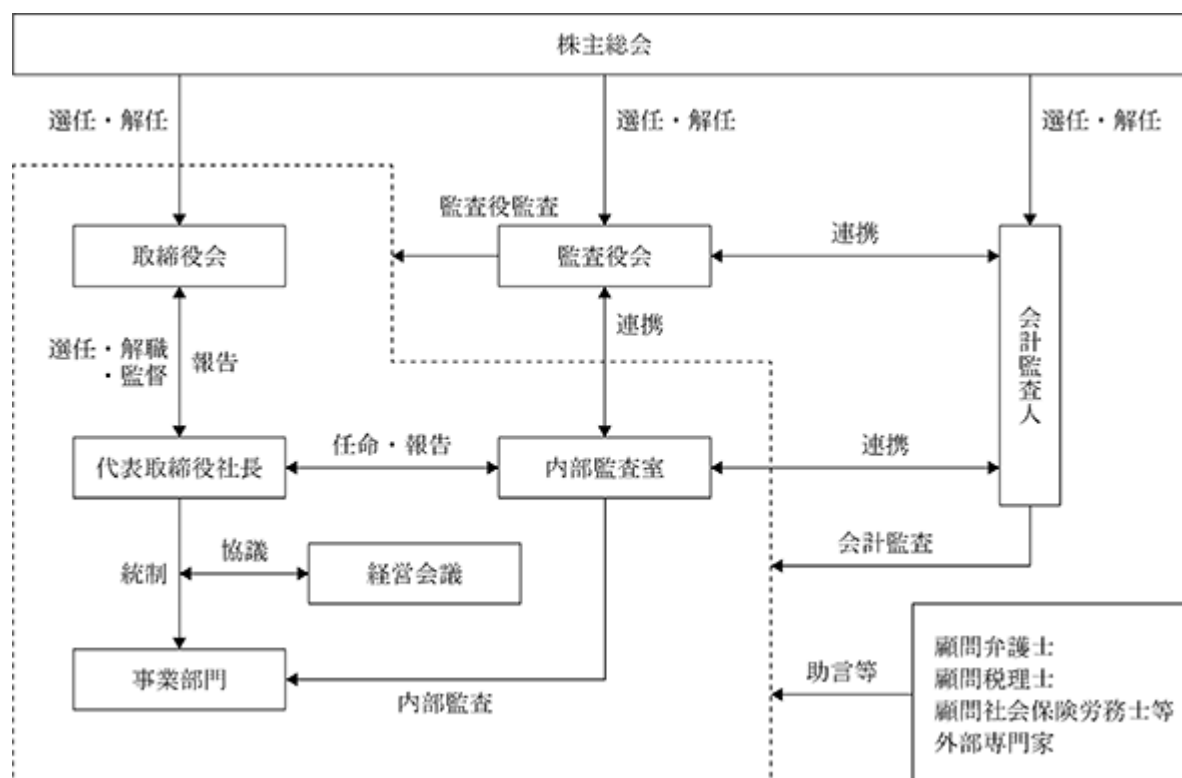 株主総会
選任・解任
選任・解任
選任・解任
監査役監査
取締役会
監査役会
連携
会計監査人
選任・解職
・監督
報告
連携
代表取締役社長
任命・報告
内部監査室
連携
統制
協議
経営会議
会計監査
事業部門
内部監査
助言等
顧問弁護士
顧問税理士
顧問社会保険労務士等
外部専門家